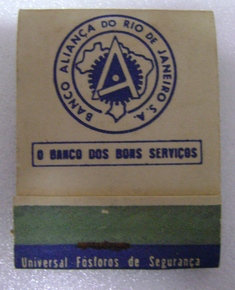 BANCO ALIANÇA DO RIO DE JANEIRO S.A.
O BANCO DOS BONS SERVIÇOS
Universal Fósforos de Segurança